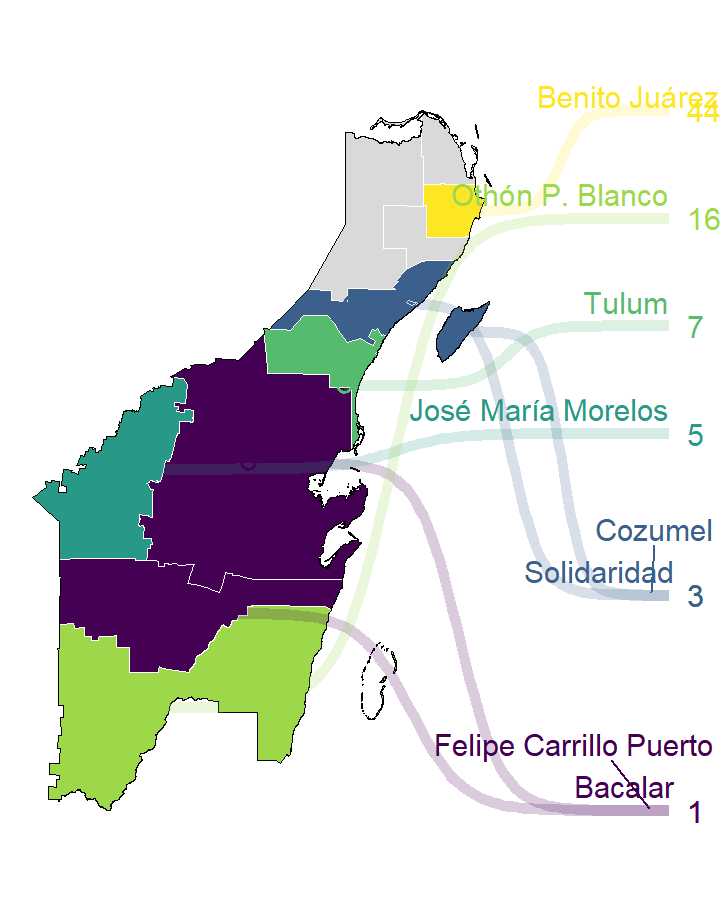 Benito Juárez
44
Othón P. Blanco
16
Tulum
7
José María Morelos
5
Cozumel
Solidaridad
3
Felipe Carrillo Puerto
Bacalar
1